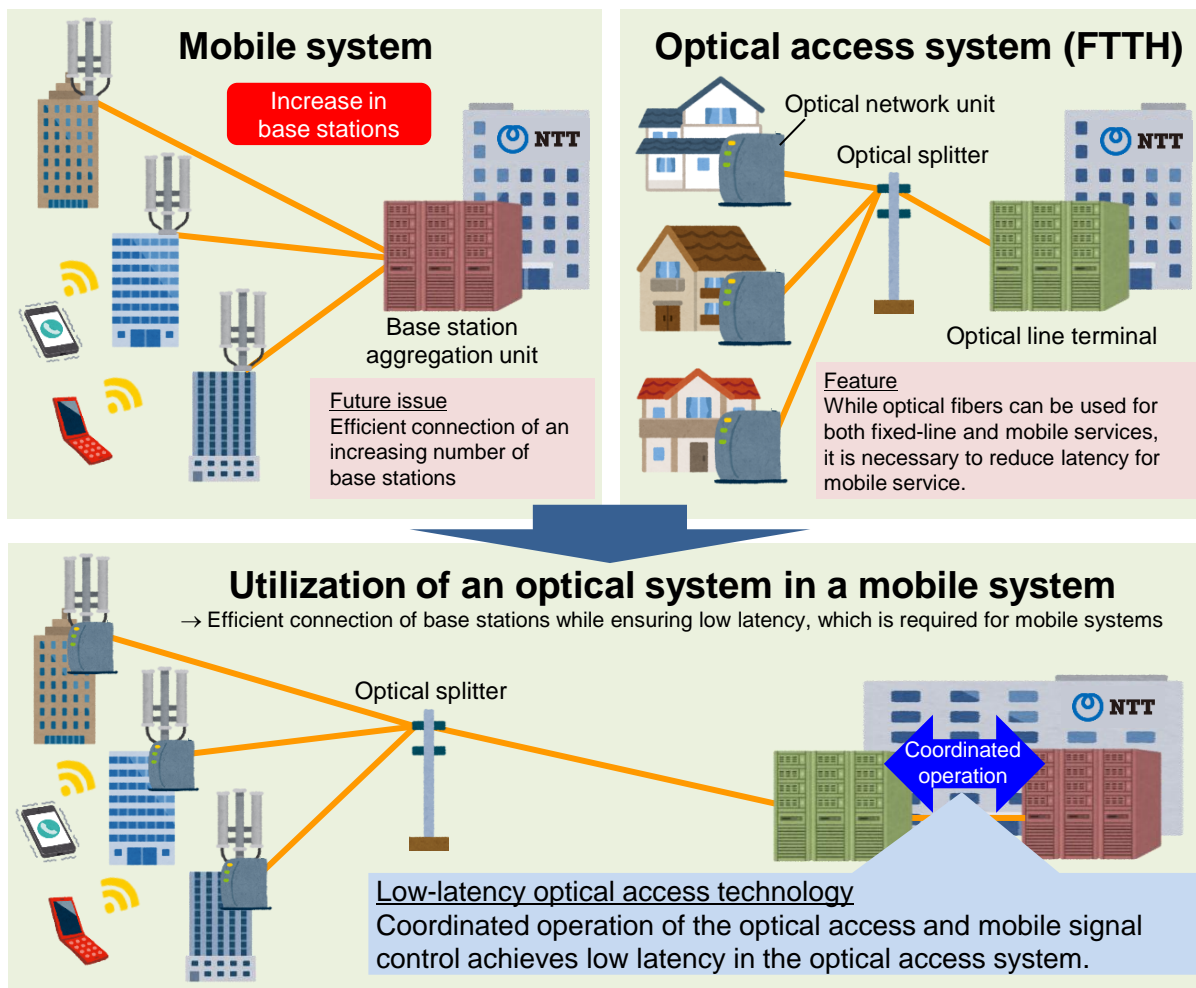 Mobile system
Increase in
base stations
NTT
Base station
aggregation unit
Future issue
Efficient connection of an
increasing number of
base stations
Optical access system (FTTH)
Optical network unit
Optical splitter
NTT
Optical line terminal
Feature
While optical fibers can be used for
both fixed-line and mobile services,
it is necessary to reduce latency for
mobile service.
Utilization of an optical system in a mobile system
→ Efficient connection of base stations while ensuring low latency, which is required for mobile systems
Optical splitter
NTT
Coordinated
operation
Low-latency optical access technology
Coordinated operation of the optical access and mobile signal
control achieves low latency in the optical access system.